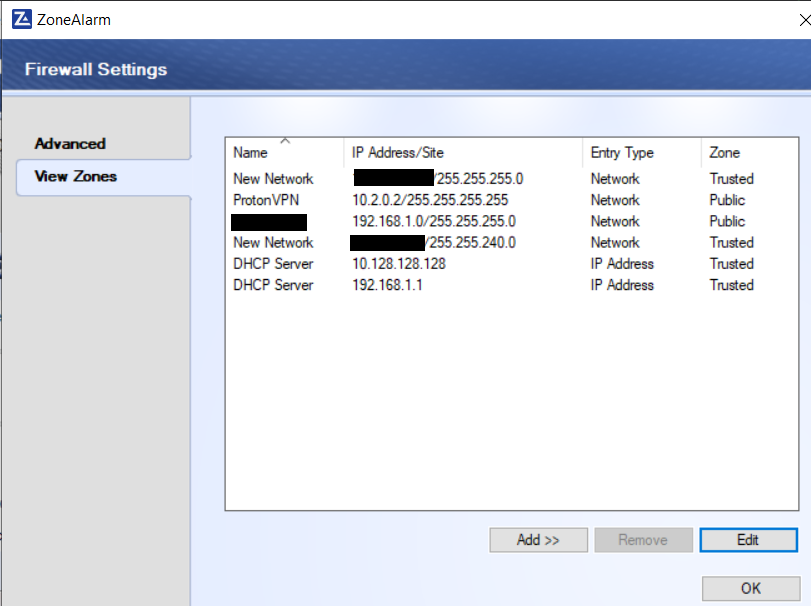 ZoneAlarm
Firewall Settings
Advanced
View Zones
Name IP Address/Site Entry Type Zone
New Network /255.255.255.0 Network Trusted
ProtonVPN 10.2.0.2/255.255.255.255 Network Public
192.168.1.0/255.255.255.0 Network Public
New Network /255.255.240.0 Network Trusted
DHCP Server 10.128.128.128 IP Address Trusted
DHCP Server 192.168.1.1 IP Address Trusted
Add >> Remove Edit
OK